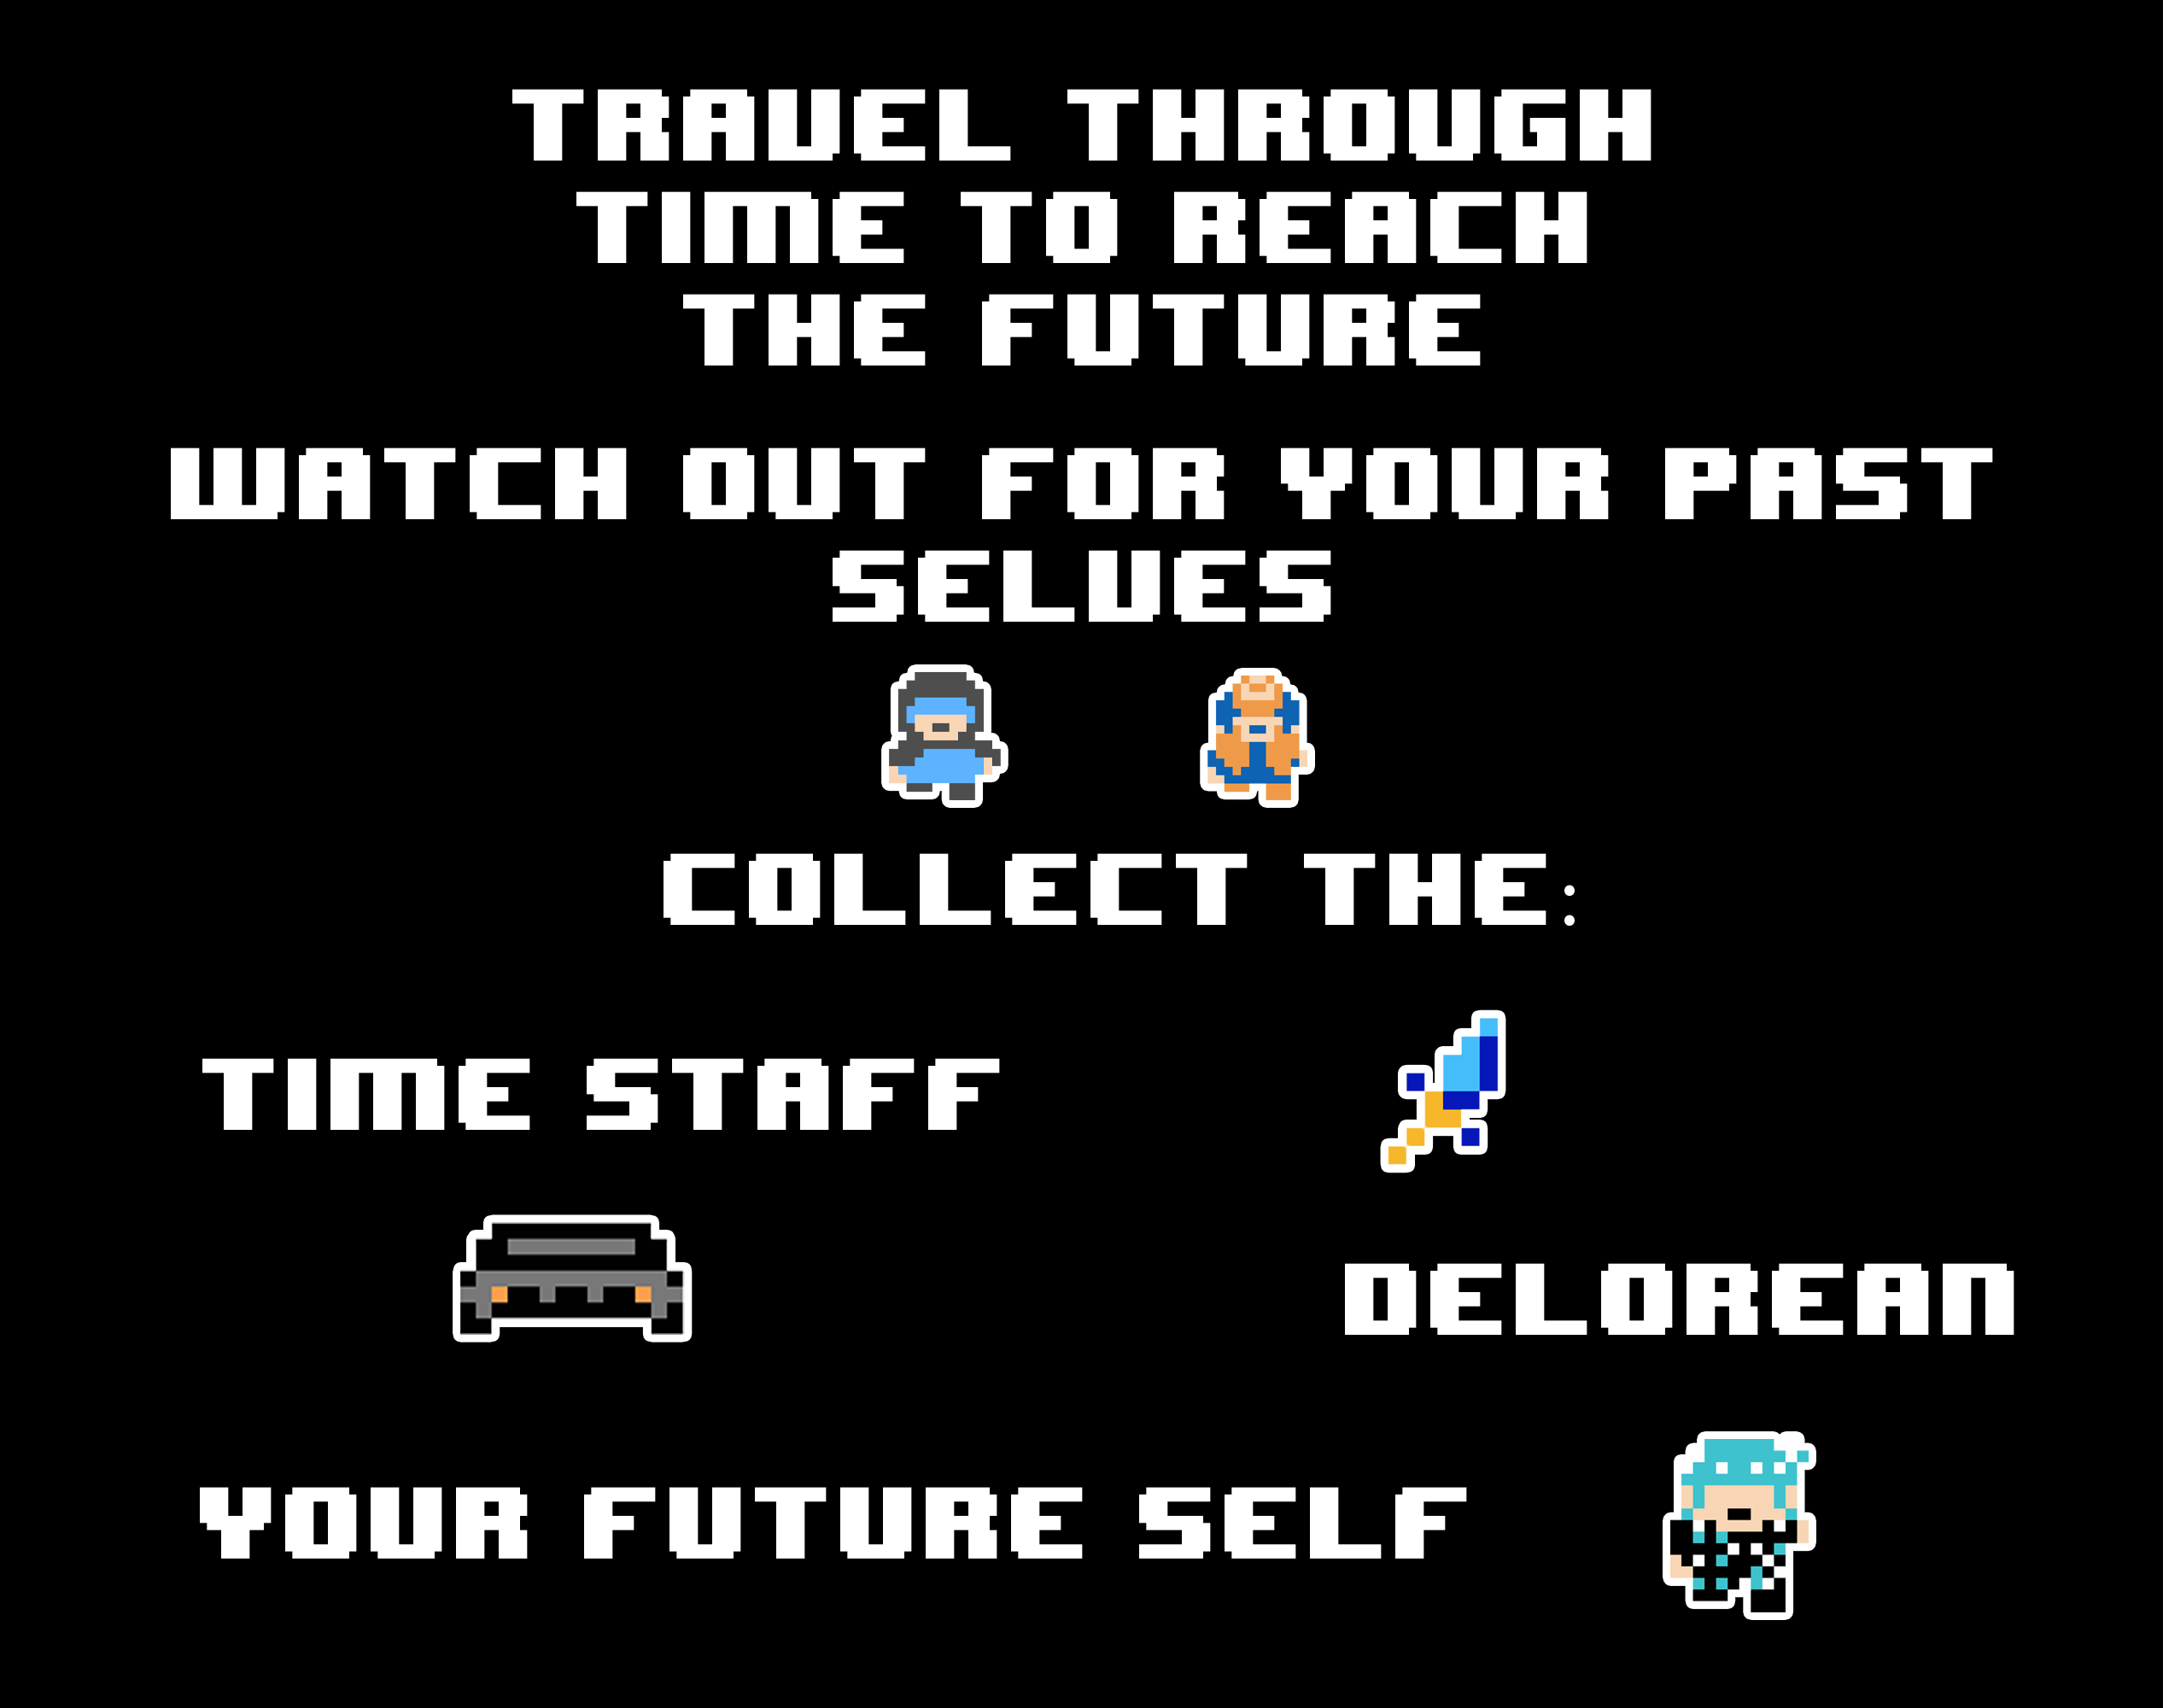 TRAVEL THROUGH
TIME TO REACH
THE FUTURE
WATCH OUT FOR YOUR PAST
SELVES
COLLECT THE:
TIME STAFF
DELOREAN
YOUR FUTURE SELF